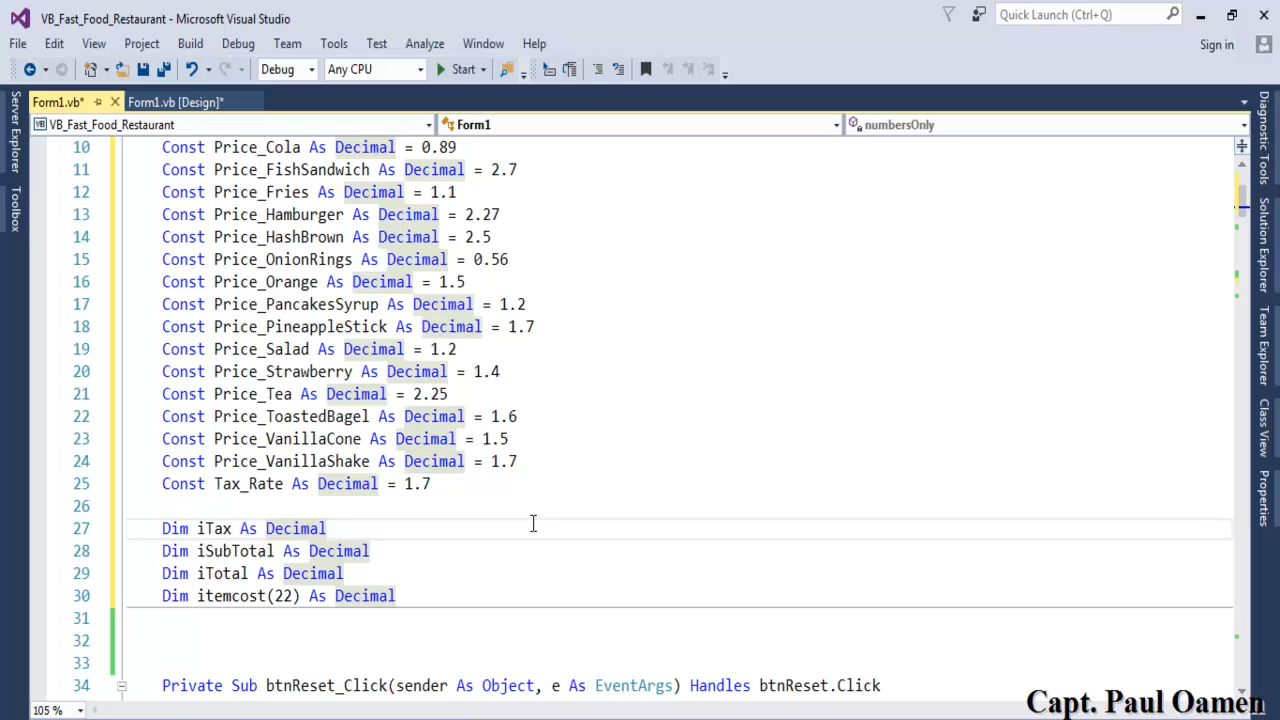 VB_Fast_Food_Restaurant - Microsoft Visual Studio
Quick Launch (Ctrl+Q)
File Edit View Project Build Debug Team Tools Test Analyze Window Help
Sign in
Debug Any CPU Start
Form1.vb* Form1.vb [Design]*
VB_Fast_Food_Restaurant Form1 numbersOnly
Server Explorer
Toolbox
10 Const Price_Cola As Decimal = 0.89
11 Const Price_FishSandwich As Decimal = 2.7
12 Const Price_Fries As Decimal = 1.1
13 Const Price_Hamburger As Decimal = 2.27
14 Const Price_HashBrown As Decimal = 2.5
15 Const Price_OnionRings As Decimal = 0.56
16 Const Price_Orange As Decimal = 1.5
17 Const Price_PancakesSyrup As Decimal = 1.2
18 Const Price_PineappleStick As Decimal = 1.7
19 Const Price_Salad As Decimal = 1.2
20 Const Price_Strawberry As Decimal = 1.4
21 Const Price_Tea As Decimal = 2.25
22 Const Price_ToastedBagel As Decimal = 1.6
23 Const Price_VanillaCone As Decimal = 1.5
24 Const Price_VanillaShake As Decimal = 1.7
25 Const Tax_Rate As Decimal = 1.7
26
27 Dim iTax As Decimal
28 Dim iSubTotal As Decimal
29 Dim iTotal As Decimal
30 Dim itemcost(22) As Decimal
31
32
33
34 Private Sub btnReset_Click(sender As Object, e As EventArgs) Handles btnReset.Click
Diagnostic Tools
Solution Explorer
Team Explorer
Class View
Properties
105 %
Capt. Paul Oamen